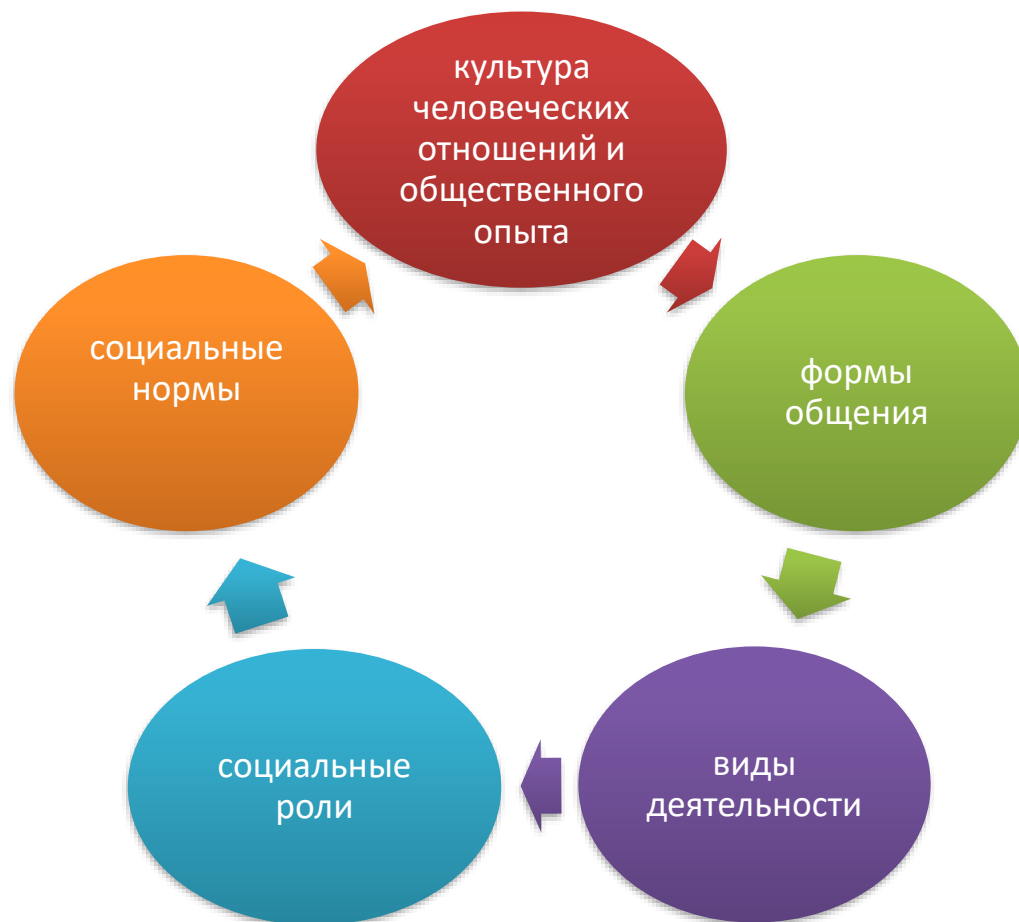 культура
человеческих
отношений и
общественного
опыта
формы
общения
виды
деятельности
социальные
роли
социальные
нормы